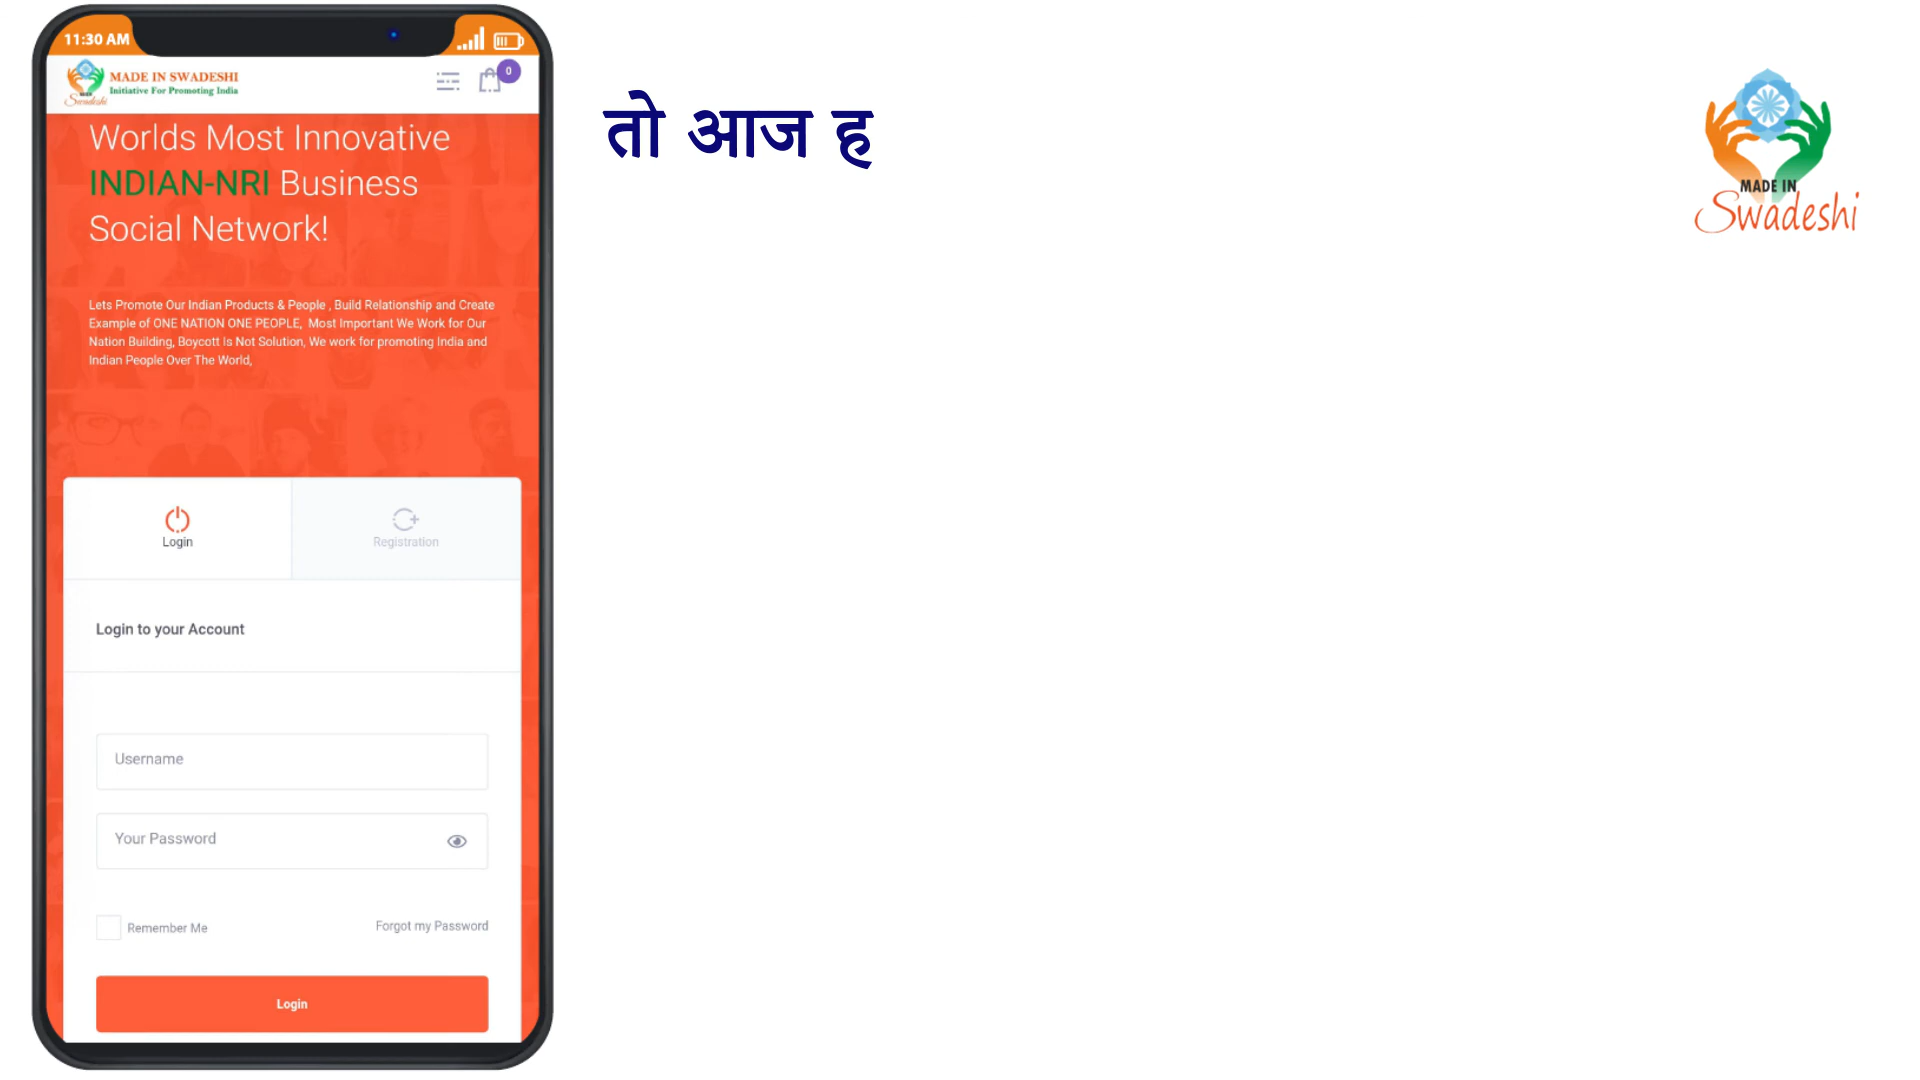 11:30 AM
MADE IN SWADESHI
Initiative For Promoting India
MADE IN
Swadeshi
0
Worlds Most Innovative
INDIAN-NRI Business
Social Network!
Lets Promote Our Indian Products & People , Build Relationship and Create
Example of ONE NATION ONE PEOPLE, Most Important We Work for Our
Nation Building, Boycott Is Not Solution, We work for promoting India and
Indian People Over The World,
Login
Registration
Login to your Account
Username
Your Password
Remember Me
Forgot my Password
Login
तो आज ह
MADE IN
Swadeshi